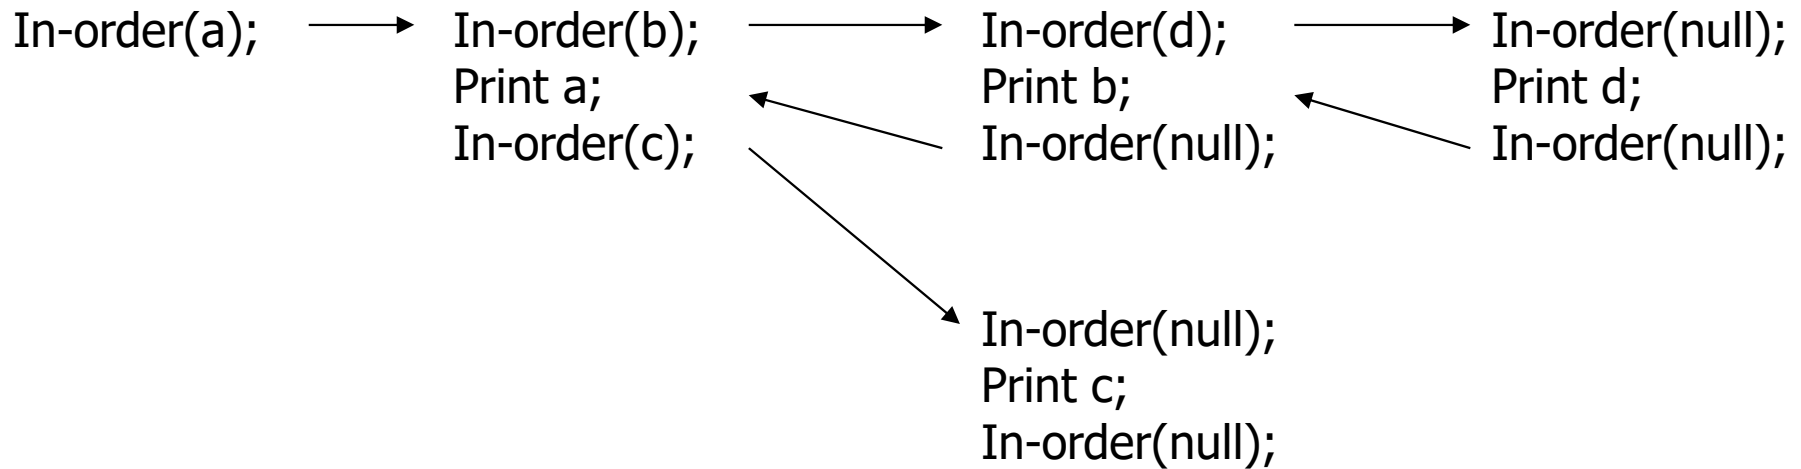 In-order(a);
In-order(b);
Print a;
In-order(c);
In-order(d);
Print b;
In-order(null);
In-order(null);
Print d;
In-order(null);
In-order(null);
Print c;
In-order(null);